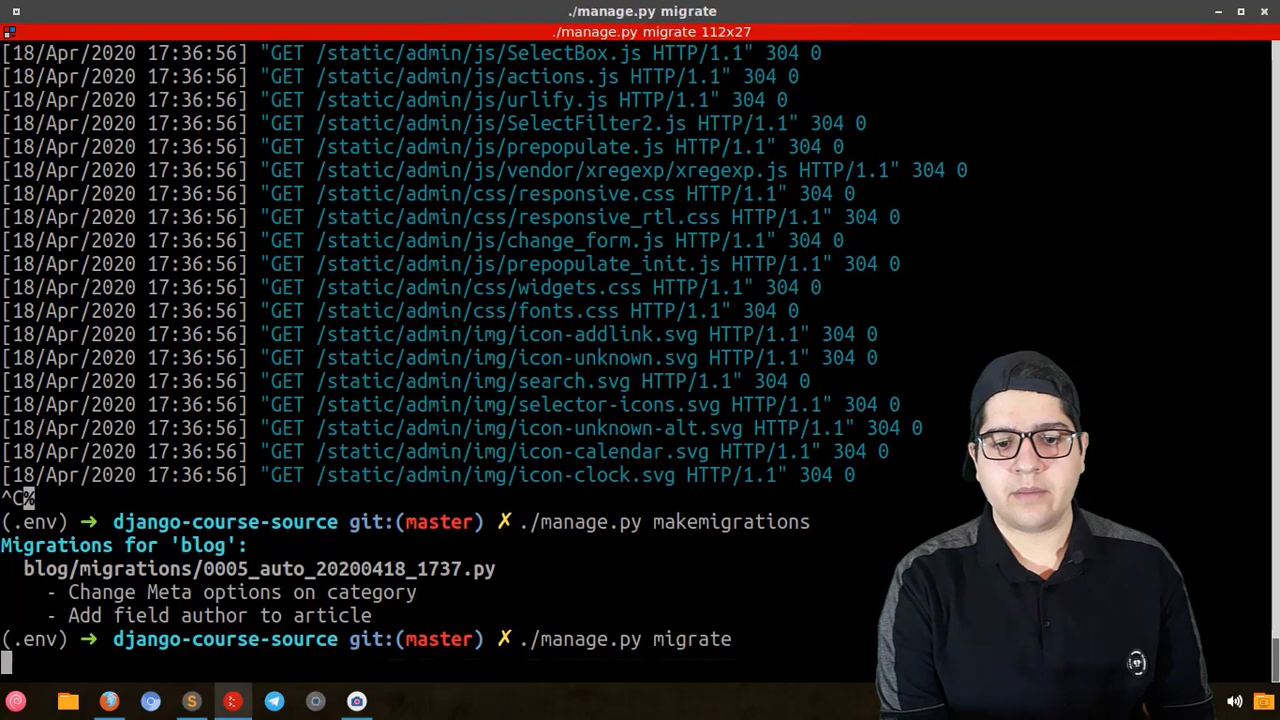 ./manage.py migrate
./manage.py migrate 112x27
[18/Apr/2020 17:36:56] "GET /static/admin/js/SelectBox.js HTTP/1.1" 304 0
[18/Apr/2020 17:36:56] "GET /static/admin/js/actions.js HTTP/1.1" 304 0
[18/Apr/2020 17:36:56] "GET /static/admin/js/urlify.js HTTP/1.1" 304 0
[18/Apr/2020 17:36:56] "GET /static/admin/js/SelectFilter2.js HTTP/1.1" 304 0
[18/Apr/2020 17:36:56] "GET /static/admin/js/prepopulate.js HTTP/1.1" 304 0
[18/Apr/2020 17:36:56] "GET /static/admin/js/vendor/xregexp/xregexp.js HTTP/1.1" 304 0
[18/Apr/2020 17:36:56] "GET /static/admin/css/responsive.css HTTP/1.1" 304 0
[18/Apr/2020 17:36:56] "GET /static/admin/css/responsive_rtl.css HTTP/1.1" 304 0
[18/Apr/2020 17:36:56] "GET /static/admin/js/change_form.js HTTP/1.1" 304 0
[18/Apr/2020 17:36:56] "GET /static/admin/js/prepopulate_init.js HTTP/1.1" 304 0
[18/Apr/2020 17:36:56] "GET /static/admin/css/widgets.css HTTP/1.1" 304 0
[18/Apr/2020 17:36:56] "GET /static/admin/css/fonts.css HTTP/1.1" 304 0
[18/Apr/2020 17:36:56] "GET /static/admin/img/icon-addlink.svg HTTP/1.1" 304 0
[18/Apr/2020 17:36:56] "GET /static/admin/img/icon-unknown.svg HTTP/1.1" 304 0
[18/Apr/2020 17:36:56] "GET /static/admin/img/search.svg HTTP/1.1" 304 0
[18/Apr/2020 17:36:56] "GET /static/admin/img/selector-icons.svg HTTP/1.1" 304 0
[18/Apr/2020 17:36:56] "GET /static/admin/img/icon-unknown-alt.svg HTTP/1.1" 304 0
[18/Apr/2020 17:36:56] "GET /static/admin/img/icon-calendar.svg HTTP/1.1" 304 0
[18/Apr/2020 17:36:56] "GET /static/admin/img/icon-clock.svg HTTP/1.1" 304 0
^C%
(.env) ➜ django-course-source git:(master) ✗ ./manage.py makemigrations
Migrations for 'blog':
blog/migrations/0005_auto_20200418_1737.py
- Change Meta options on category
- Add field author to article
(.env) ➜ django-course-source git:(master) ✗ ./manage.py migrate